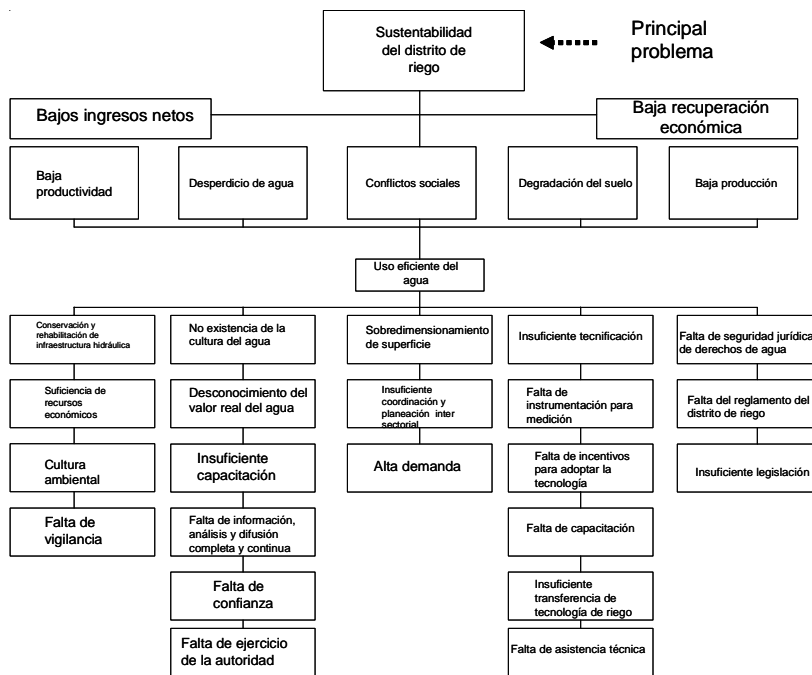 Sustentabilidad
del distrito de
riego
Principal
problema
Bajos ingresos netos
Baja recuperación
económica
Baja
productividad
Desperdicio de agua
Conflictos sociales
Degradación del suelo
Baja producción
Uso eficiente del
agua
Conservación y
rehabilitación de
infraestructura hidráulica
No existencia de la
cultura del agua
Sobredimensionamiento
de superficie
Insuficiente tecnificación
Falta de seguridad jurídica
de derechos de agua
Suficiencia de
recursos
económicos
Desconocimiento del
valor real del agua
Insuficiente
coordinación y
planeación inter
sectorial
Falta de
instrumentación para
medición
Falta del reglamento del
distrito de riego
Cultura
ambiental
Insuficiente
capacitación
Alta demanda
Falta de incentivos
para adoptar la
tecnología
Insuficiente legislación
Falta de
vigilancia
Falta de información,
análisis y difusión
completa y continua
Falta de capacitación
Falta de
confianza
Insuficiente
transferencia de
tecnología de riego
Falta de ejercicio
de la autoridad
Falta de asistencia técnica